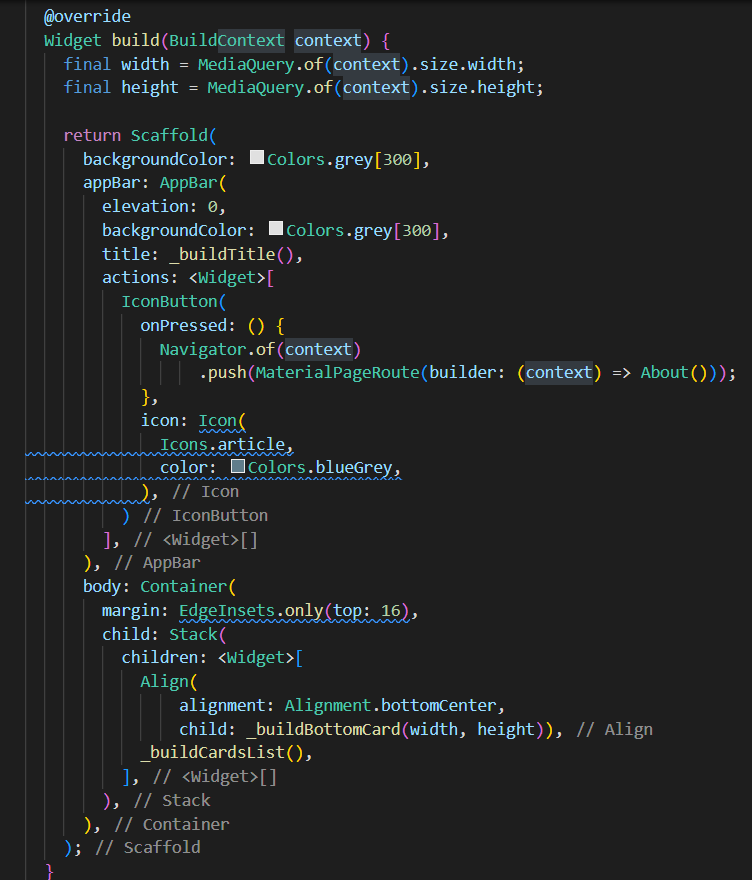 @override
Widget build(BuildContext context) {
  final width = MediaQuery.of(context).size.width;
  final height = MediaQuery.of(context).size.height;

  return Scaffold(
    backgroundColor: Colors.grey[300],
    appBar: AppBar(
      elevation: 0,
      backgroundColor: Colors.grey[300],
      title: _buildTitle(),
      actions: <Widget>[
        IconButton(
          onPressed: () {
            Navigator.of(context)
                .push(MaterialPageRoute(builder: (context) => About()));
          },
          icon: Icon(
            Icons.article,
            color: Colors.blueGrey,
          ), // Icon
        ) // IconButton
      ], // <Widget>[]
    ), // AppBar
    body: Container(
      margin: EdgeInsets.only(top: 16),
      child: Stack(
        children: <Widget>[
          Align(
              alignment: Alignment.bottomCenter,
              child: _buildBottomCard(width, height)), // Align
          _buildCardsList(),
        ], // <Widget>[]
      ), // Stack
    ), // Container
  ); // Scaffold
}